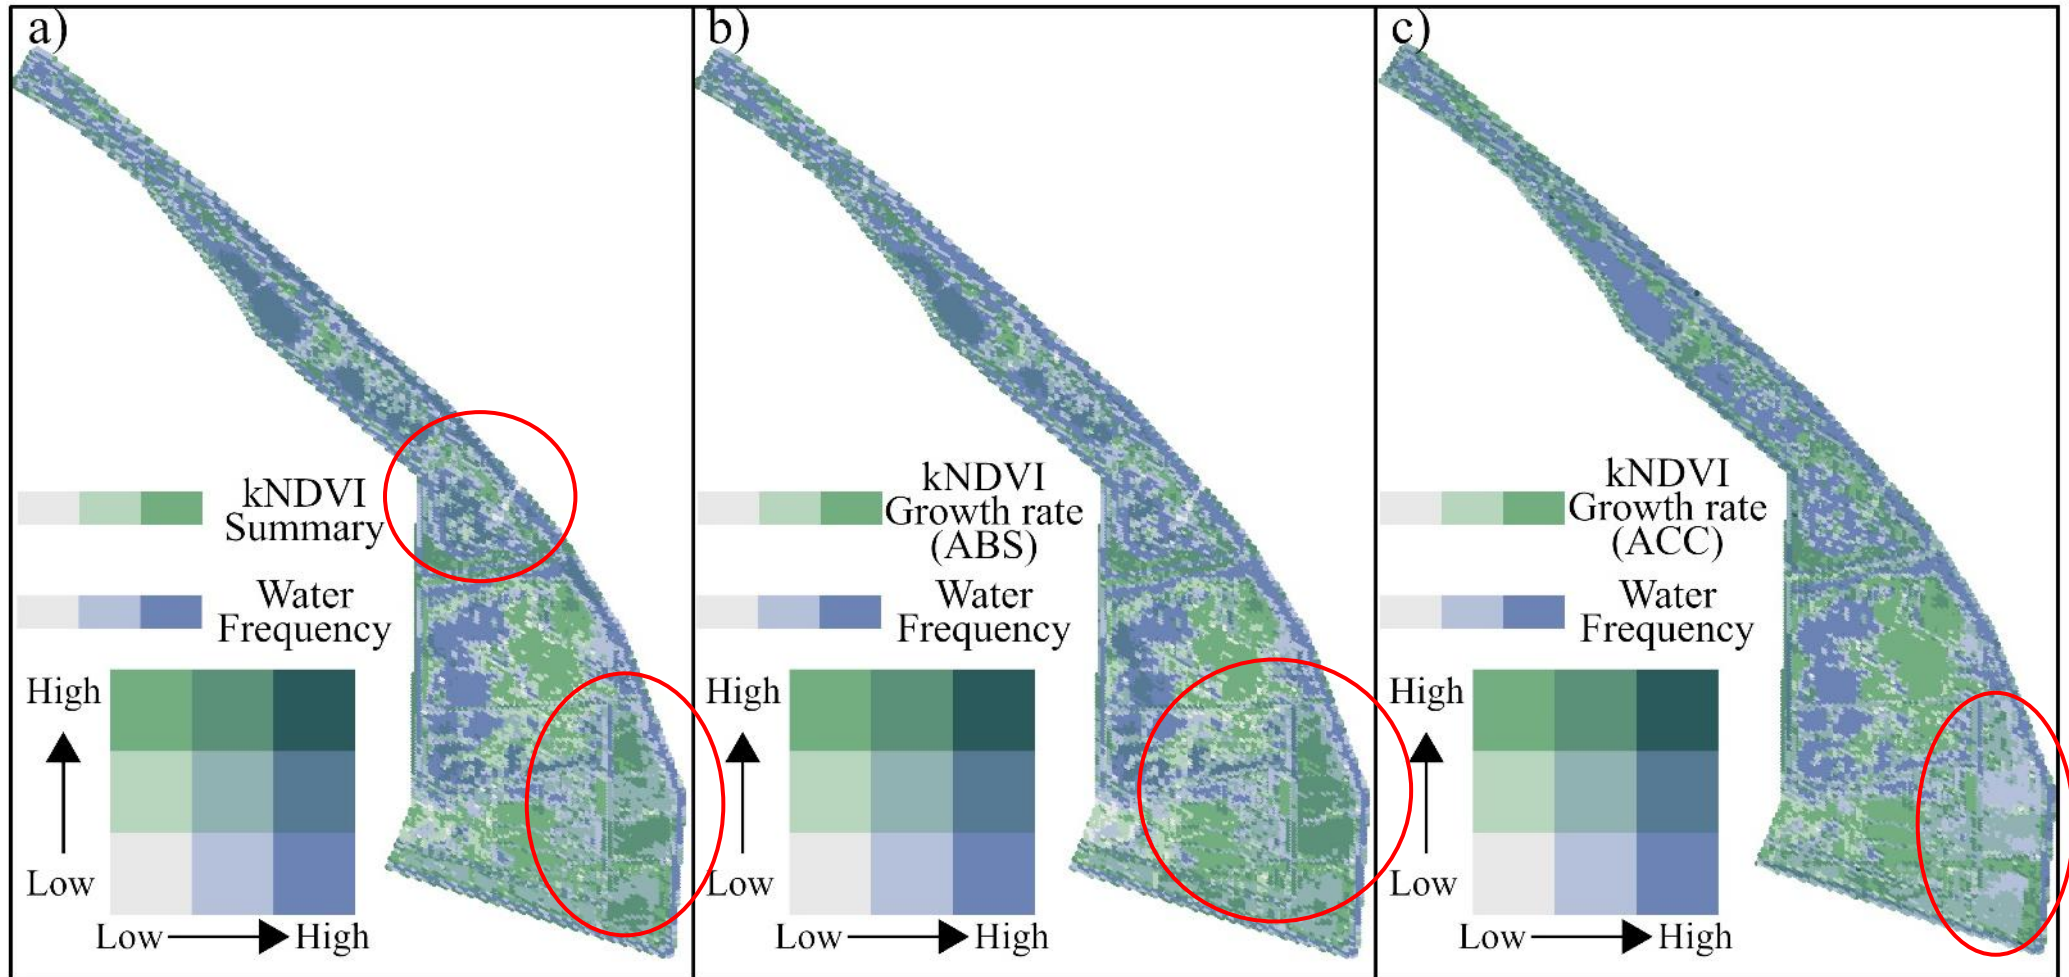 a)
kNDVI
Summary
Water
Frequency
High
Low
Low
High
b)
kNDVI
Growth rate
(ABS)
Water
Frequency
High
Low
Low
High
c)
kNDVI
Growth rate
(ACC)
Water
Frequency
High
Low
Low
High